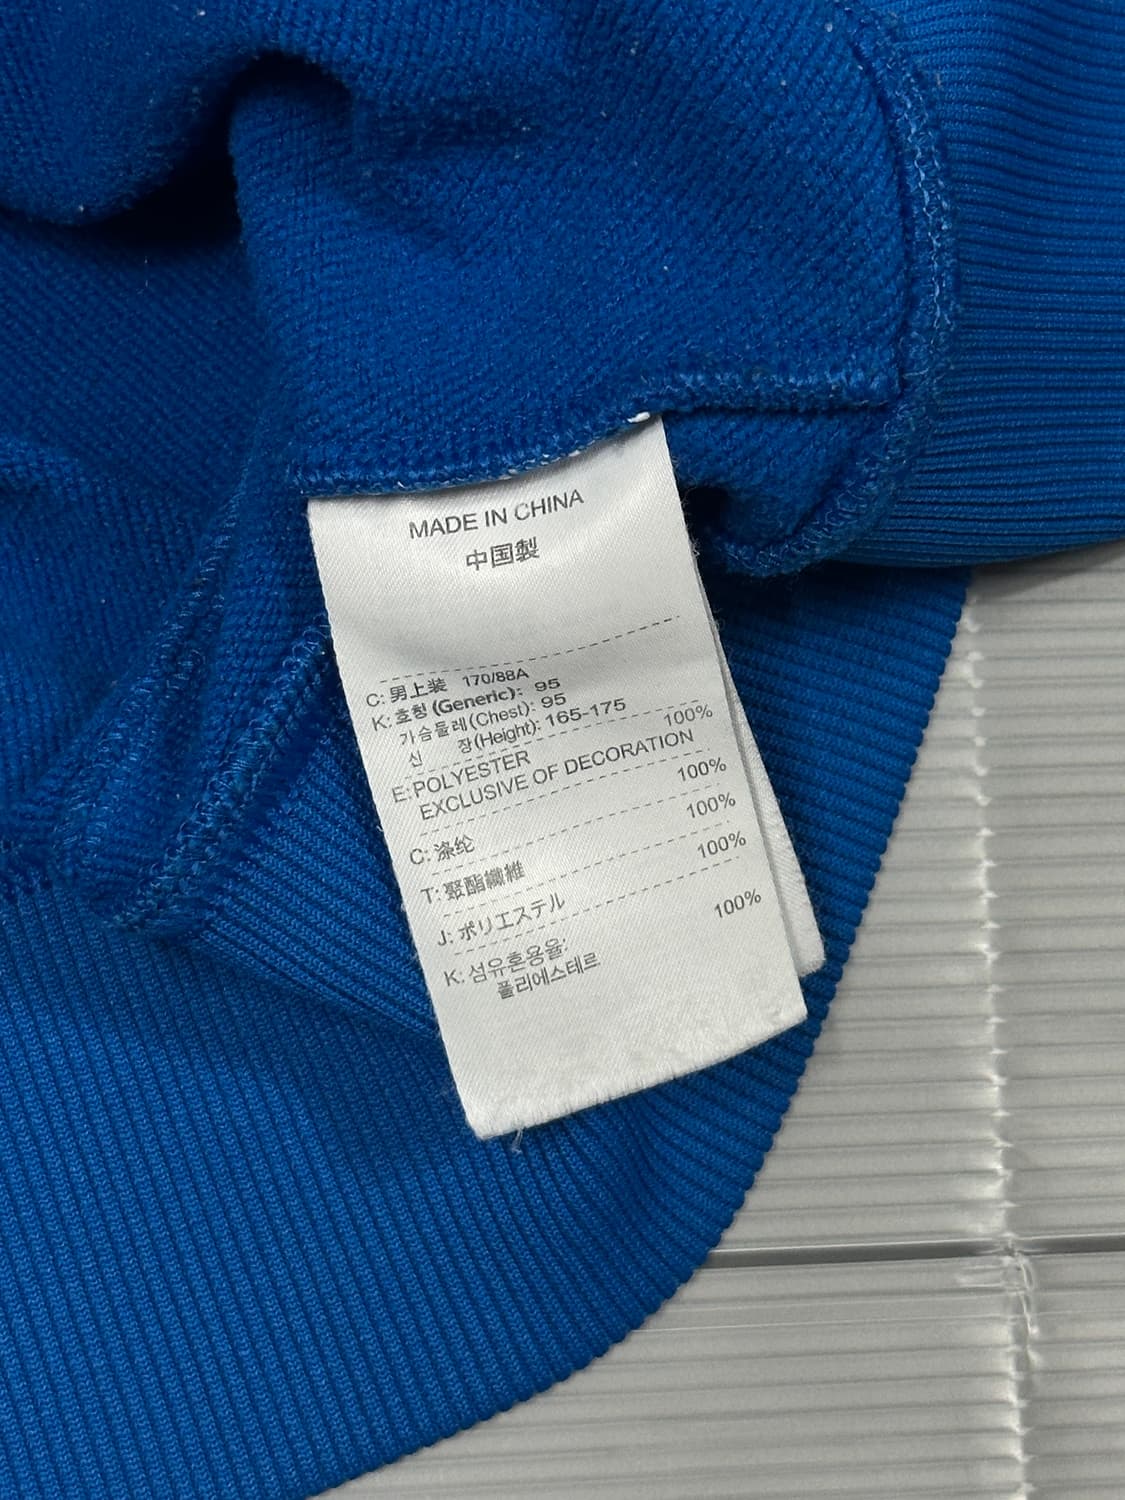 MADE IN CHINA
中国製
C: 男上装 170/88A
K: 호칭 (Generic): 95
가슴둘레(Chest): 95
신 장(Height): 165-175
E: POLYESTER 100%
EXCLUSIVE OF DECORATION
C: 涤纶 100%
T: 聚酯纖維 100%
J: ポリエステル 100%
K: 섬유혼용율:
폴리에스테르 100%